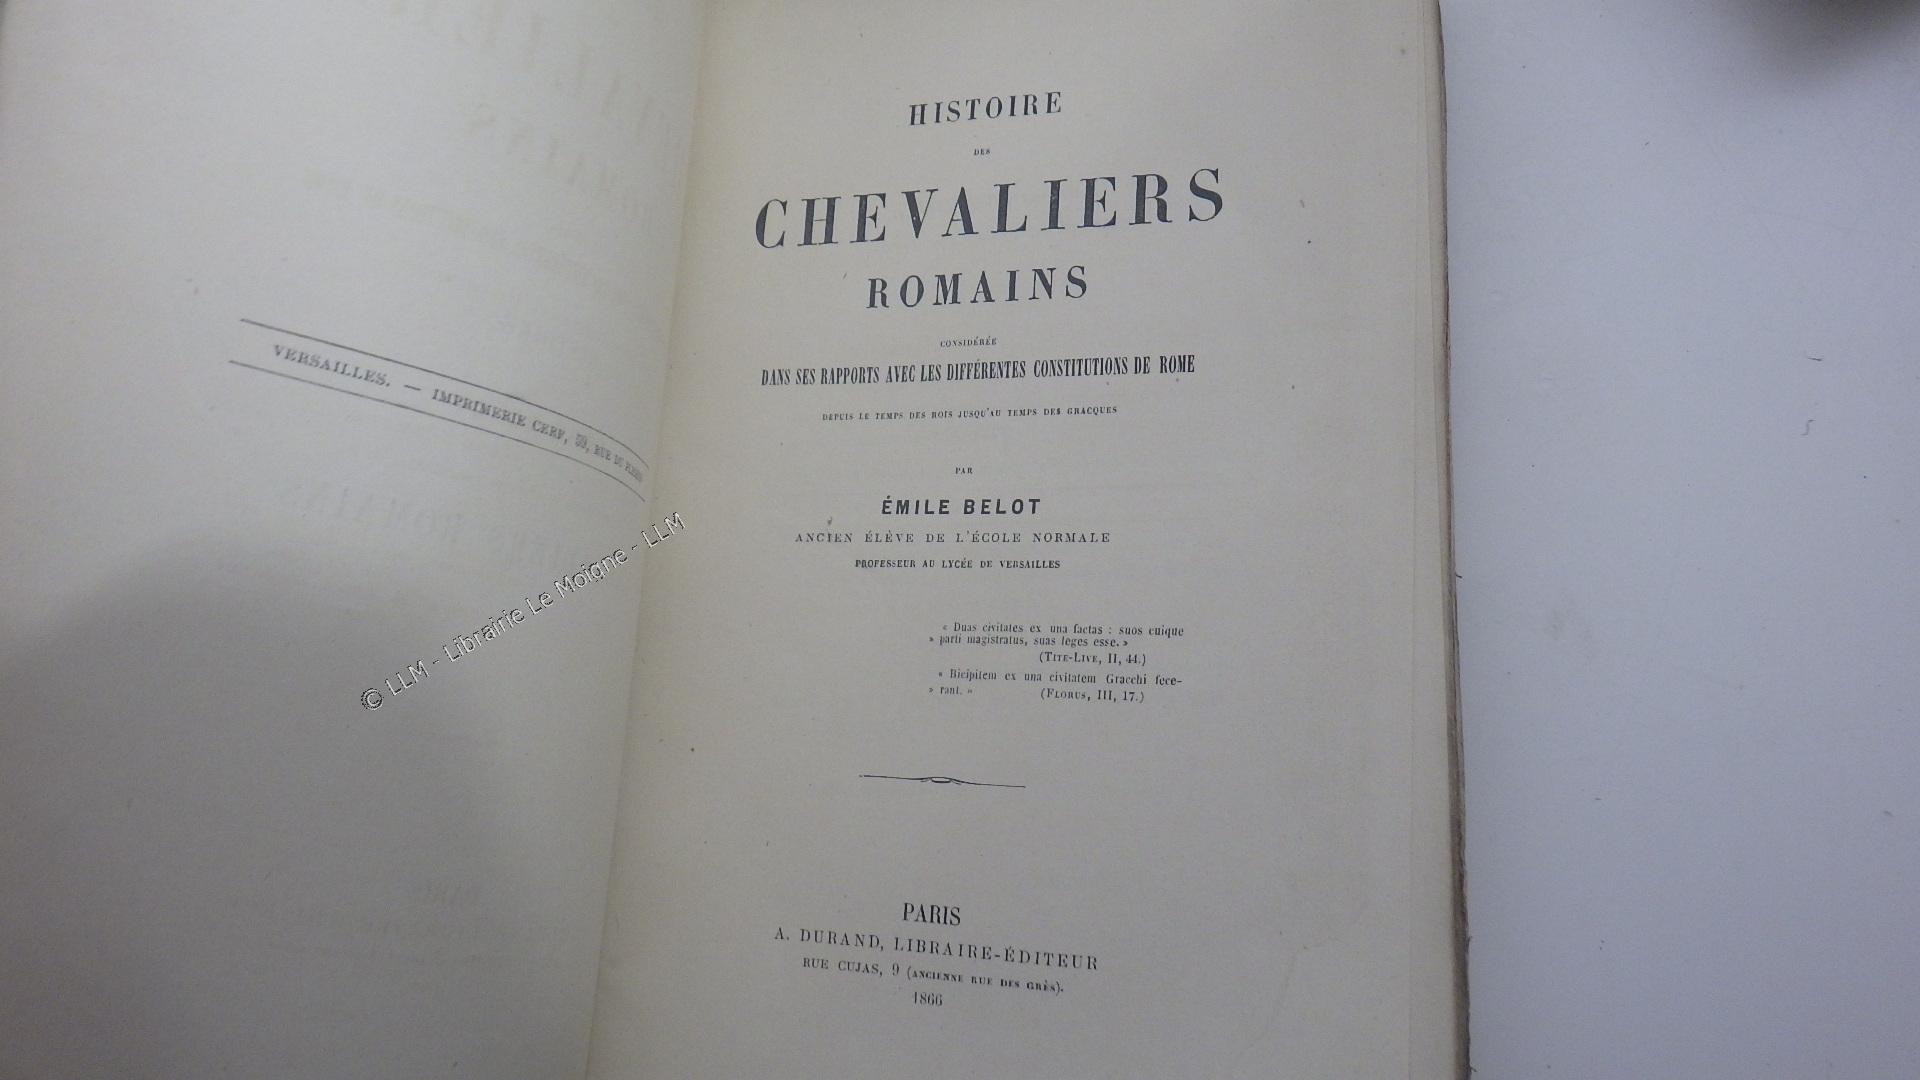 VERSAILLES. — IMPRIMERIE CERF, 59, RUE DU PLESSIS
© LLM - Librairie Le Moigne - LLM
HISTOIRE
DES
CHEVALIERS
ROMAINS
CONSIDÉRÉE
DANS SES RAPPORTS AVEC LES DIFFÉRENTES CONSTITUTIONS DE ROME
DEPUIS LE TEMPS DES ROIS JUSQU'AU TEMPS DES GRACQUES
PAR
ÉMILE BELOT
ANCIEN ÉLÈVE DE L'ÉCOLE NORMALE
PROFESSEUR AU LYCÉE DE VERSAILLES
« Duas civitates ex una factas : suos cuique
» parti magistratus, suas leges esse. »
(TITE-LIVE, II, 44.)
« Bicipitem ex una civitatem Gracchi fece-
» rant. » (FLORUS, III, 17.)
PARIS
A. DURAND, LIBRAIRE-ÉDITEUR
RUE CUJAS, 9 (ANCIENNE RUE DES GRÈS).
1866